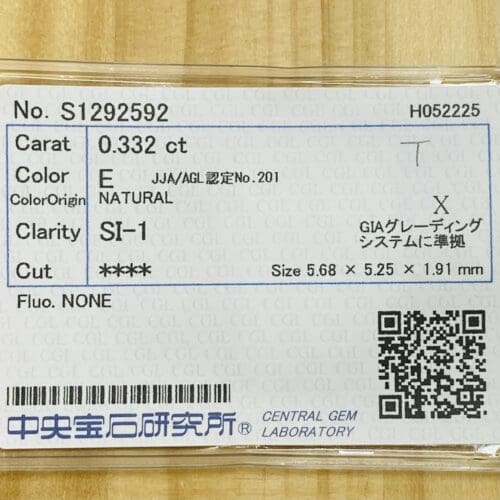 No. S1292592 H052225
Carat 0.332 ct
T
Color E JJA/AGL認定No.201
ColorOrigin NATURAL
X
Clarity SI-1
GIAグレーディング
システムに準拠
Cut **** Size 5.68 × 5.25 × 1.91 mm
Fluo. NONE
中央宝石研究所® CENTRAL GEM
LABORATORY